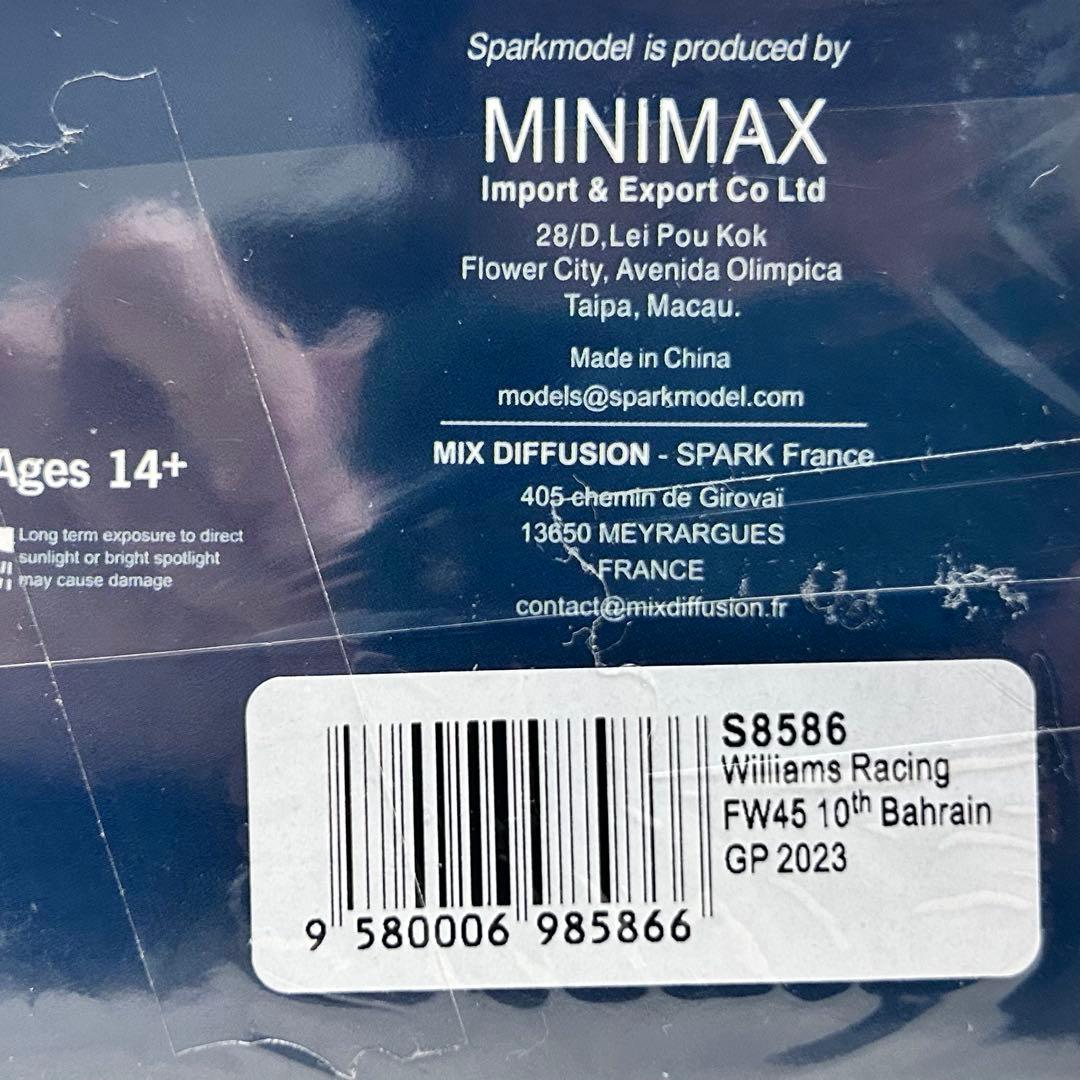 Sparkmodel is produced by
MINIMAX
Import & Export Co Ltd
28/D,Lei Pou Kok
Flower City, Avenida Olimpica
Taipa, Macau.
Made in China
models@sparkmodel.com
MIX DIFFUSION - SPARK France
405 chemin de Girovaï
13650 MEYRARGUES
FRANCE
contact@mixdiffusion.fr
Ages 14+
Long term exposure to direct
sunlight or bright spotlight
may cause damage
S8586
Williams Racing
FW45 10th Bahrain
GP 2023
9 580006 985866